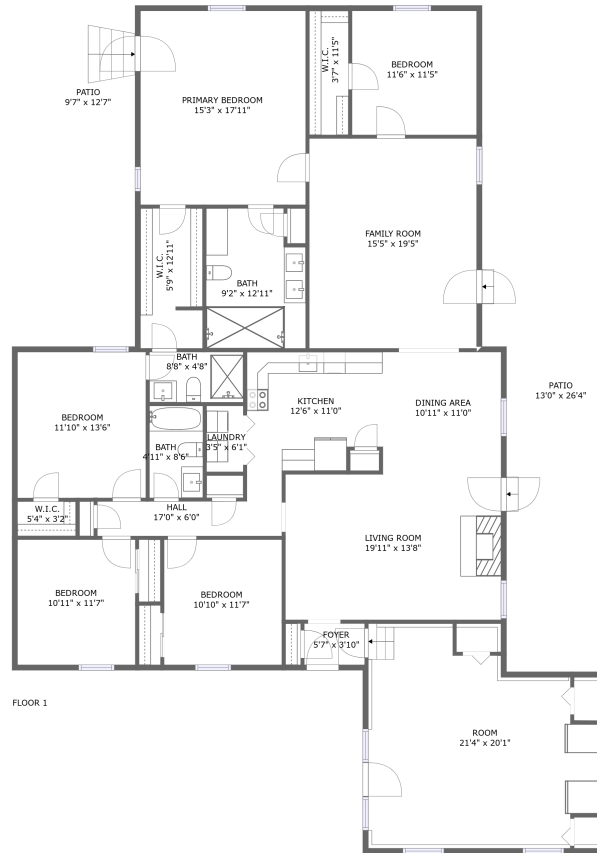 W.I.C.
3'7" x 11'5"
BEDROOM
11'6" x 11'5"
PATIO
9'7" x 12'7"
PRIMARY BEDROOM
15'3" x 17'11"
FAMILY ROOM
15'5" x 19'5"
W.I.C.
5'9" x 12'11"
BATH
9'2" x 12'11"
BATH
8'8" x 4'8"
KITCHEN
12'6" x 11'0"
DINING AREA
10'11" x 11'0"
PATIO
13'0" x 26'4"
BEDROOM
11'10" x 13'6"
BATH
4'11" x 8'6"
LAUNDRY
3'5" x 6'1"
W.I.C.
5'4" x 3'2"
HALL
17'0" x 6'0"
LIVING ROOM
19'11" x 13'8"
BEDROOM
10'11" x 11'7"
BEDROOM
10'10" x 11'7"
FOYER
5'7" x 3'10"
FLOOR 1
ROOM
21'4" x 20'1"